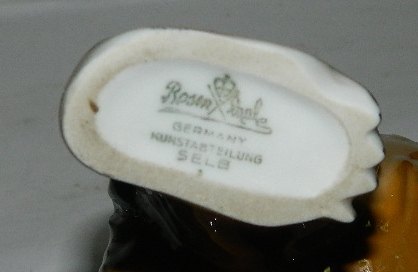 Rosenthal
GERMANY
KUNSTABTEILUNG
SELB